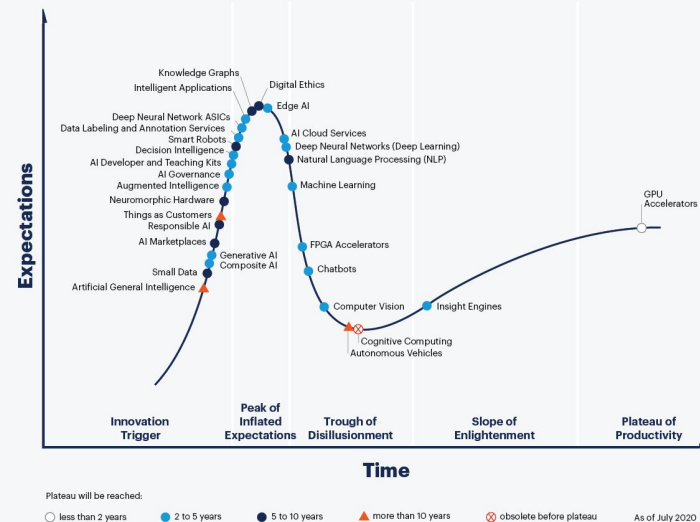 Knowledge Graphs
Intelligent Applications
Digital Ethics
Edge AI
Deep Neural Network ASICs
Data Labeling and Annotation Services
Smart Robots
Decision Intelligence
AI Developer and Teaching Kits
AI Governance
Augmented Intelligence
Neuromorphic Hardware
Things as Customers
Responsible AI
AI Marketplaces
Generative AI
Composite AI
Small Data
Artificial General Intelligence
AI Cloud Services
Deep Neural Networks (Deep Learning)
Natural Language Processing (NLP)
Machine Learning
FPGA Accelerators
Chatbots
Computer Vision
Insight Engines
Cognitive Computing
Autonomous Vehicles
GPU
Accelerators
Expectations
Innovation
Trigger
Peak of
Inflated
Expectations
Trough of
Disillusionment
Slope of
Enlightenment
Plateau of
Productivity
Time
Plateau will be reached:
less than 2 years
2 to 5 years
5 to 10 years
more than 10 years
obsolete before plateau
As of July 2020